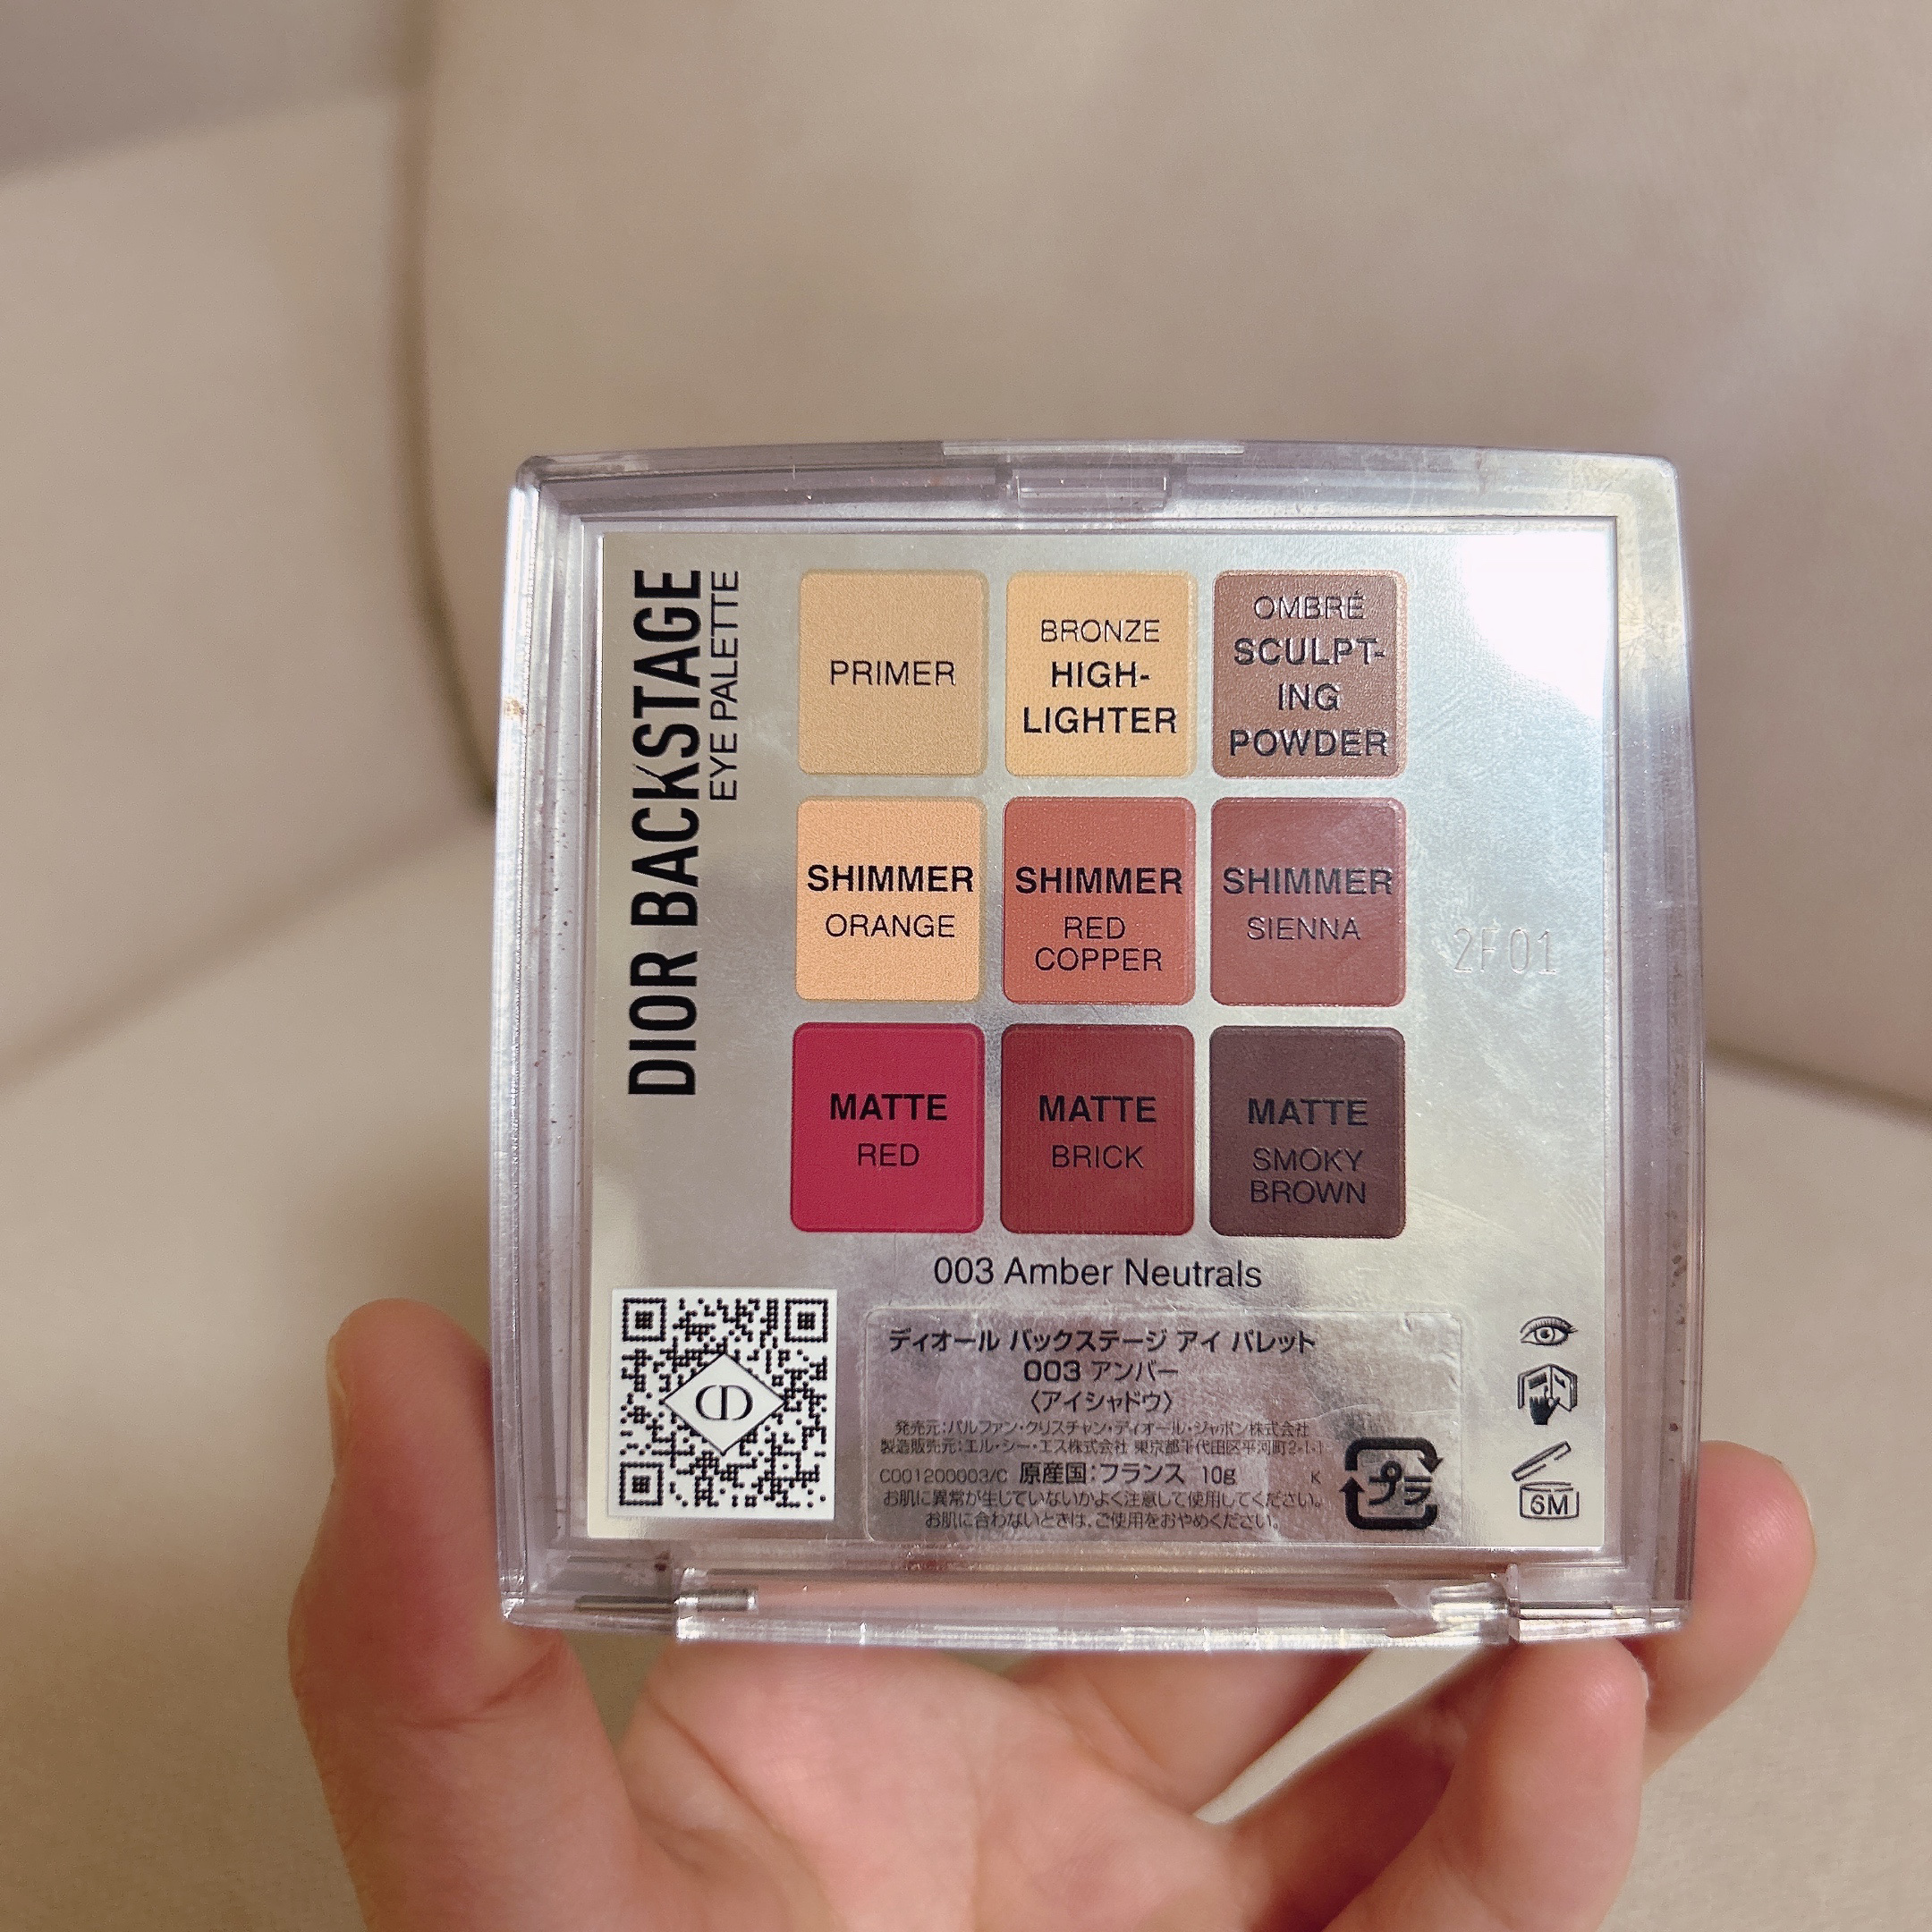 DIOR BACKSTAGE
EYE PALETTE
PRIMER
BRONZE
HIGH-
LIGHTER
OMBRÉ
SCULPT-
ING
POWDER
SHIMMER
ORANGE
SHIMMER
RED
COPPER
SHIMMER
SIENNA
2F01
MATTE
RED
MATTE
BRICK
MATTE
SMOKY
BROWN
003 Amber Neutrals
CD
ディオール バックステージ アイ パレット
003 アンバー
〈アイシャドウ〉
発売元:パルファン・クリスチャン・ディオール・ジャポン株式会社
製造販売元:エル・シー・エス株式会社 東京都千代田区平河町2-1-1
C001200003/C 原産国:フランス 10g K
お肌に異常が生じていないかよく注意して使用してください。
お肌に合わないときは、ご使用をおやめください。
プラ
6M